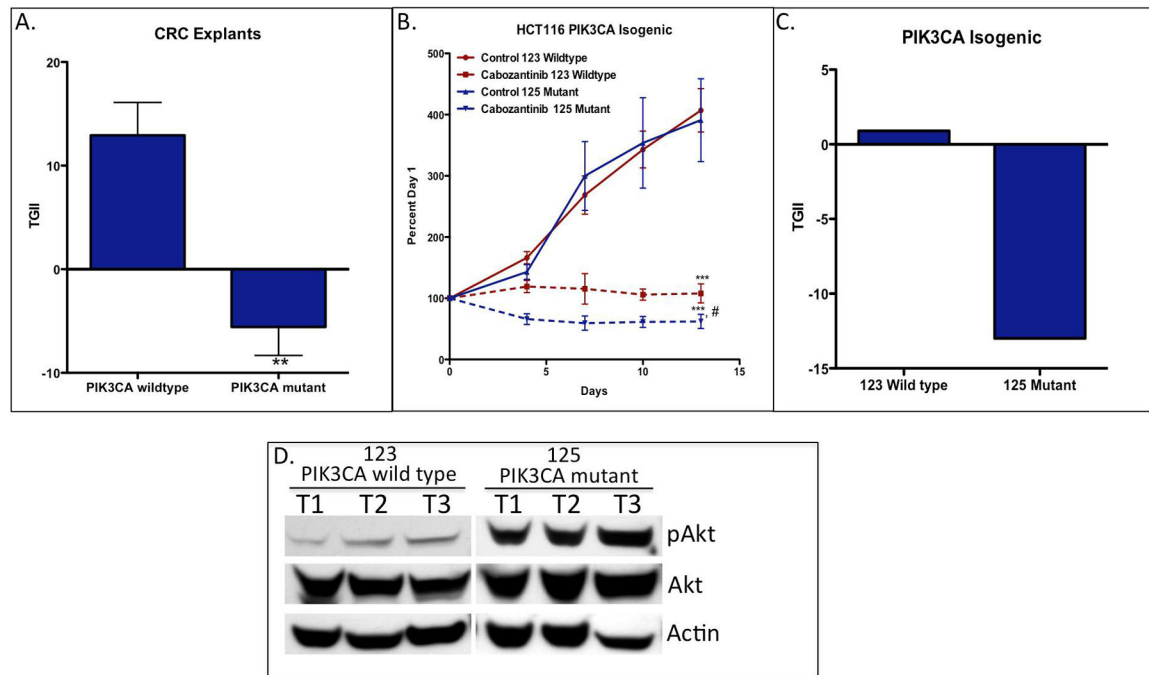 A.
CRC Explants
20
10
0
-10
TGII
PIK3CA wildtype
PIK3CA mutant
**
B.
HCT116 PIK3CA Isogenic
Control 123 Wildtype
Cabozantinib 123 Wildtype
Control 125 Mutant
Cabozantinib 125 Mutant
500
400
300
200
100
0
Percent Day 1
***
***, #
0 5 10 15
Days
C.
PIK3CA Isogenic
5
0
-5
-10
-15
TGII
123 Wild type
125 Mutant
D.
123
PIK3CA wild type
125
PIK3CA mutant
T1 T2 T3
T1 T2 T3
pAkt
Akt
Actin